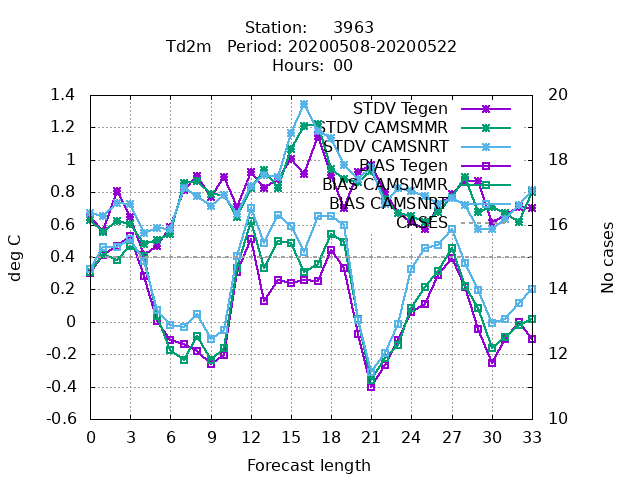 Station: 3963
Td2m Period: 20200508-20200522
Hours: 00
1.4
1.2
1
0.8
0.6
0.4
0.2
0
-0.2
-0.4
-0.6
20
18
16
14
12
10
deg C
No cases
STDV Tegen
STDV CAMSMMR
STDV CAMSNRT
BIAS Tegen
BIAS CAMSMMR
BIAS CAMSNRT
CASES
0 3 6 9 12 15 18 21 24 27 30 33
Forecast length